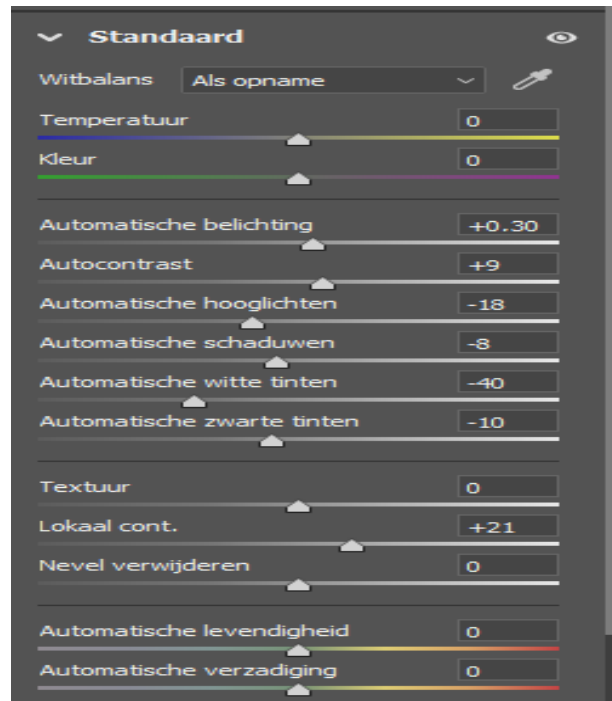 Standaard
Witbalans Als opname
Temperatuur 0
Kleur 0
Automatische belichting +0.30
Autocontrast +9
Automatische hooglichten -18
Automatische schaduwen -8
Automatische witte tinten -40
Automatische zwarte tinten -10
Textuur 0
Lokaal cont. +21
Nevel verwijderen 0
Automatische levendigheid 0
Automatische verzadiging 0